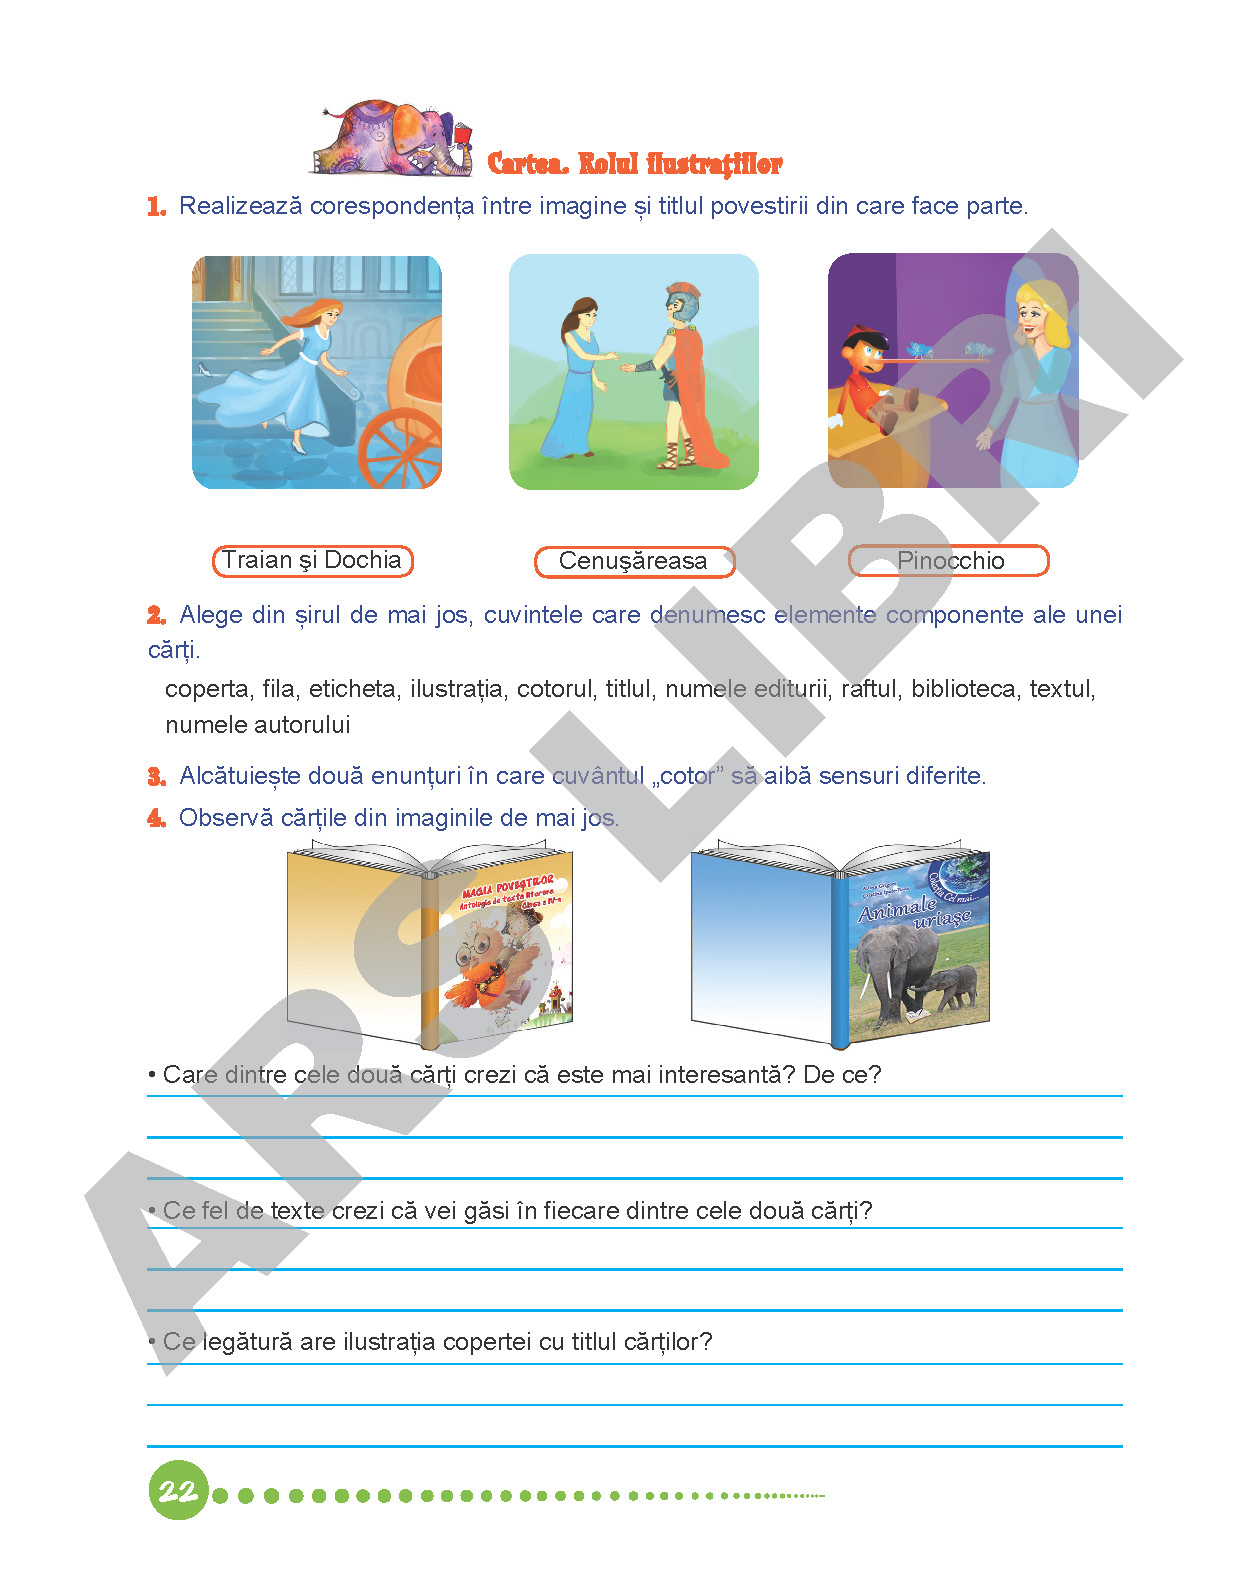 Cartea. Rolul ilustrațiilor
1. Realizează corespondența între imagine și titlul povestirii din care face parte.
Traian şi Dochia
Cenuşăreasa
Pinocchio
2. Alege din șirul de mai jos, cuvintele care denumesc elemente componente ale unei
cărți.
coperta, fila, eticheta, ilustrația, cotorul, titlul, numele editurii, raftul, biblioteca, textul,
numele autorului
3. Alcătuiește două enunțuri în care cuvântul „cotor” să aibă sensuri diferite.
4. Observă cărțile din imaginile de mai jos.
MAGIA POVEŞTILOR
Antologie de texte literare
Clasa a IV-a
Colecția Cel mai...
Animale
uriaşe
• Care dintre cele două cărți crezi că este mai interesantă? De ce?
• Ce fel de texte crezi că vei găsi în fiecare dintre cele două cărți?
• Ce legătură are ilustrația copertei cu titlul cărților?
22
ARS LIBRI